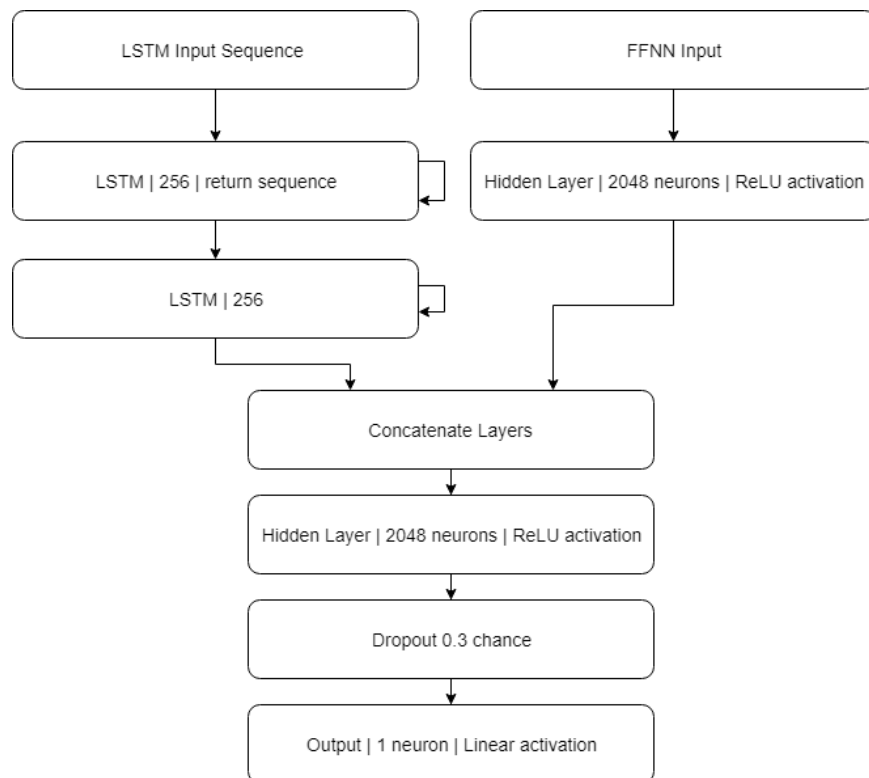 LSTM Input Sequence
FFNN Input
LSTM | 256 | return sequence
Hidden Layer | 2048 neurons | ReLU activation
LSTM | 256
Concatenate Layers
Hidden Layer | 2048 neurons | ReLU activation
Dropout 0.3 chance
Output | 1 neuron | Linear activation